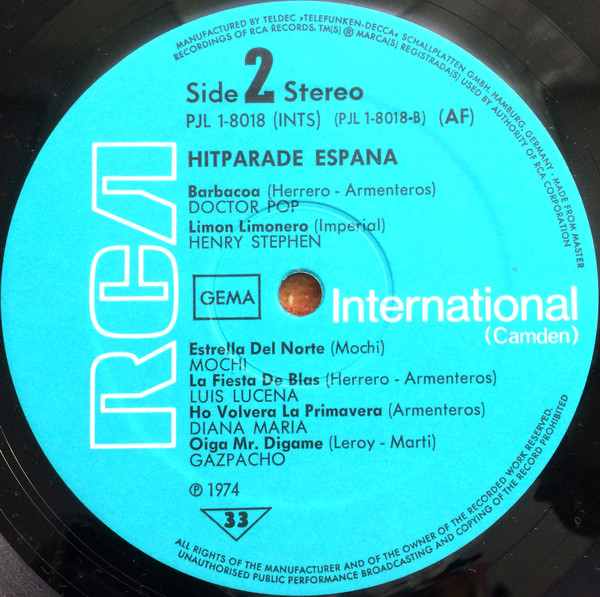 MANUFACTURED BY TELDEC »TELEFUNKEN-DECCA« SCHALLPLATTEN GMBH, HAMBURG, GERMANY · MADE FROM MASTER
RECORDINGS OF RCA RECORDS. TM(S) ® MARCA(S) REGISTRADA(S) USED BY AUTHORITY OF RCA CORPORATION
Side 2 Stereo
PJL 1-8018 (INTS) (PJL 1-8018-B) (AF)
HITPARADE ESPANA
Barbacoa (Herrero - Armenteros)
DOCTOR POP
Limon Limonero (Imperial)
HENRY STEPHEN
RCA
GEMA
International
(Camden)
Estrella Del Norte (Mochi)
MOCHI
La Fiesta De Blas (Herrero - Armenteros)
LUIS LUCENA
Ho Volvera La Primavera (Armenteros)
DIANA MARIA
Oiga Mr. Digame (Leroy - Marti)
GAZPACHO
℗ 1974
33
ALL RIGHTS OF THE MANUFACTURER AND OF THE OWNER OF THE RECORDED WORK RESERVED.
UNAUTHORISED PUBLIC PERFORMANCE BROADCASTING AND COPYING OF THE RECORD PROHIBITED